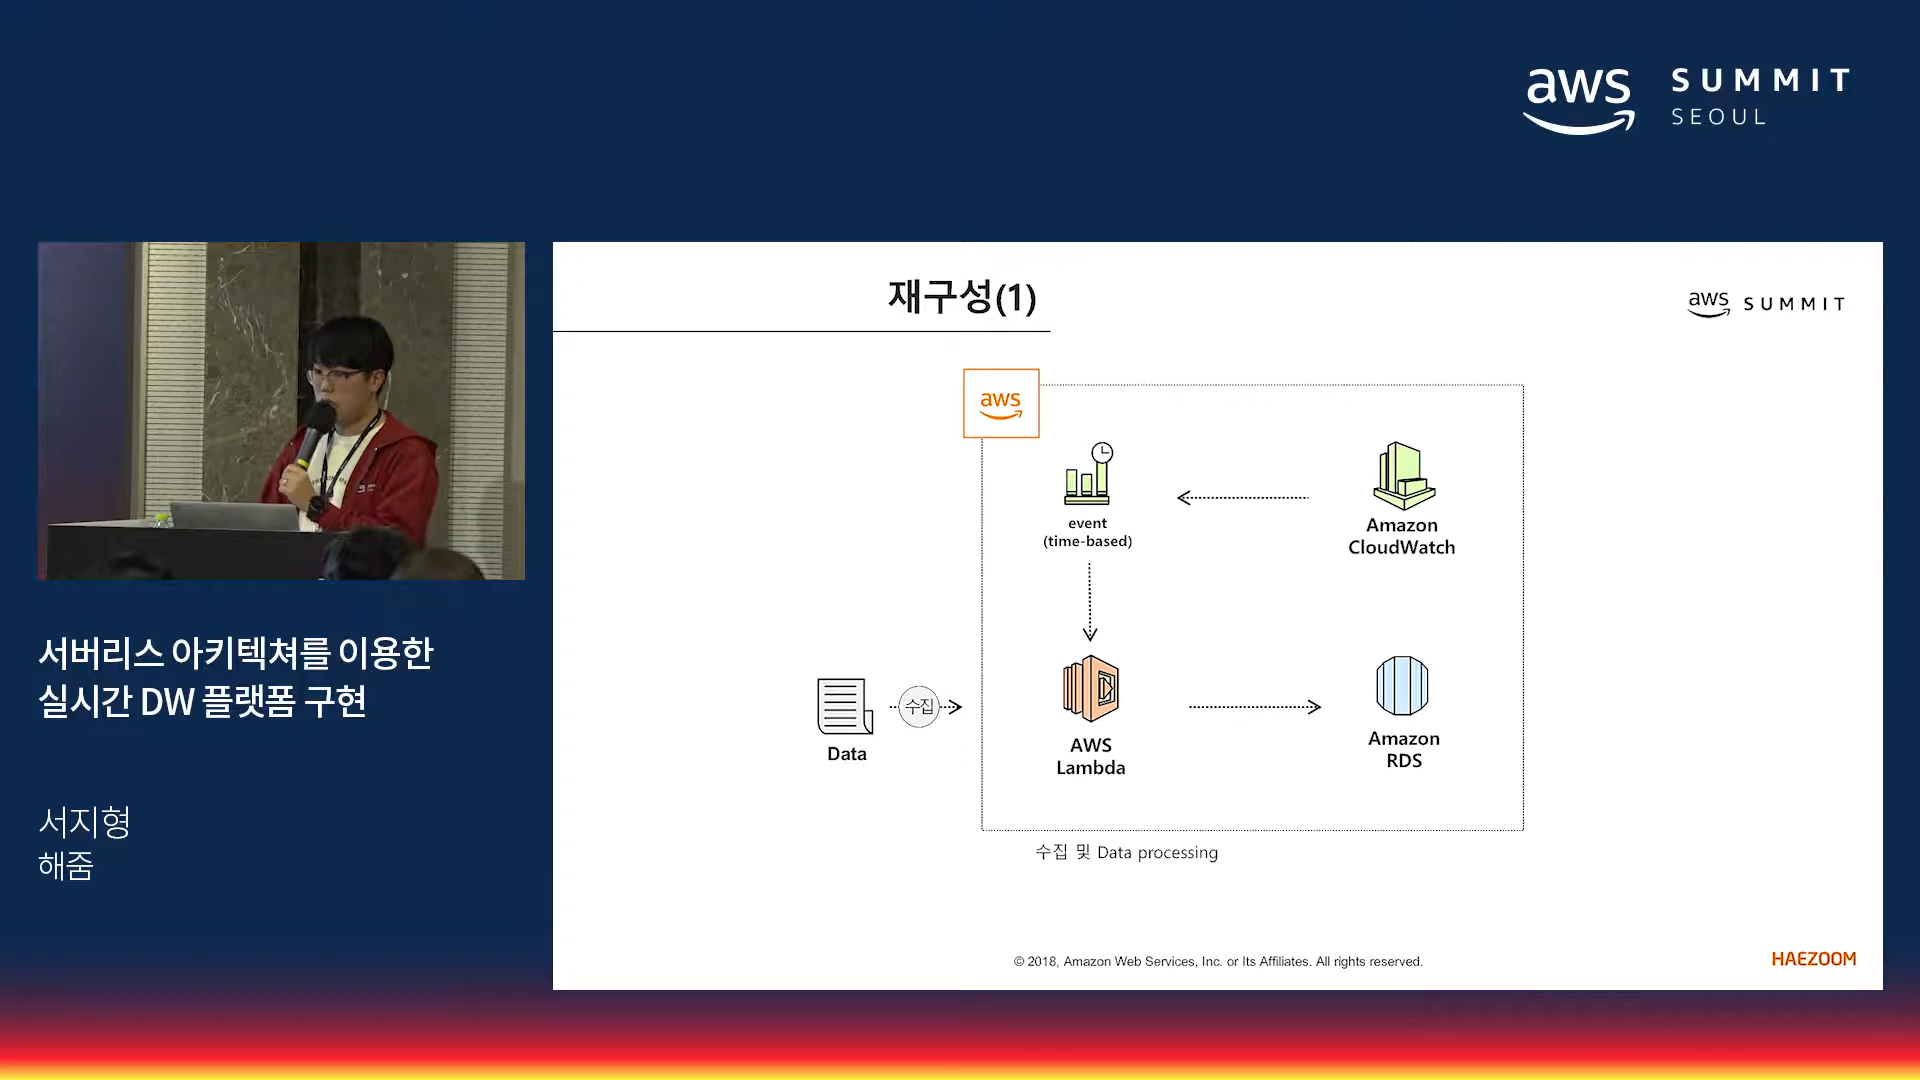 aws SUMMIT
SEOUL
서버리스 아키텍쳐를 이용한
실시간 DW 플랫폼 구현
서지형
해줌
재구성(1)
aws SUMMIT
aws
event
(time-based)
Amazon
CloudWatch
수집
Data
AWS
Lambda
Amazon
RDS
수집 및 Data processing
© 2018, Amazon Web Services, Inc. or Its Affiliates. All rights reserved.
HAEZOOM